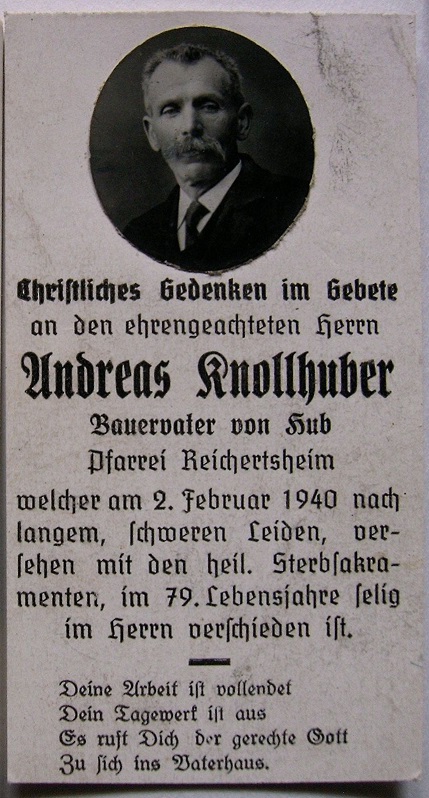 Chriſtliches Gedenken im Gebete
an den ehrengeachteten Herrn
Andreas Knollhuber
Bauervater von Hub
Pfarrei Reichertsheim
welcher am 2. Februar 1940 nach
langem, ſchweren Leiden, ver-
ſehen mit den heil. Sterbſakra-
menten, im 79. Lebensjahre ſelig
im Herrn verſchieden iſt.
Deine Arbeit iſt vollendet
Dein Tagewerk iſt aus
Es ruft Dich der gerechte Gott
Zu ſich ins Vaterhaus.